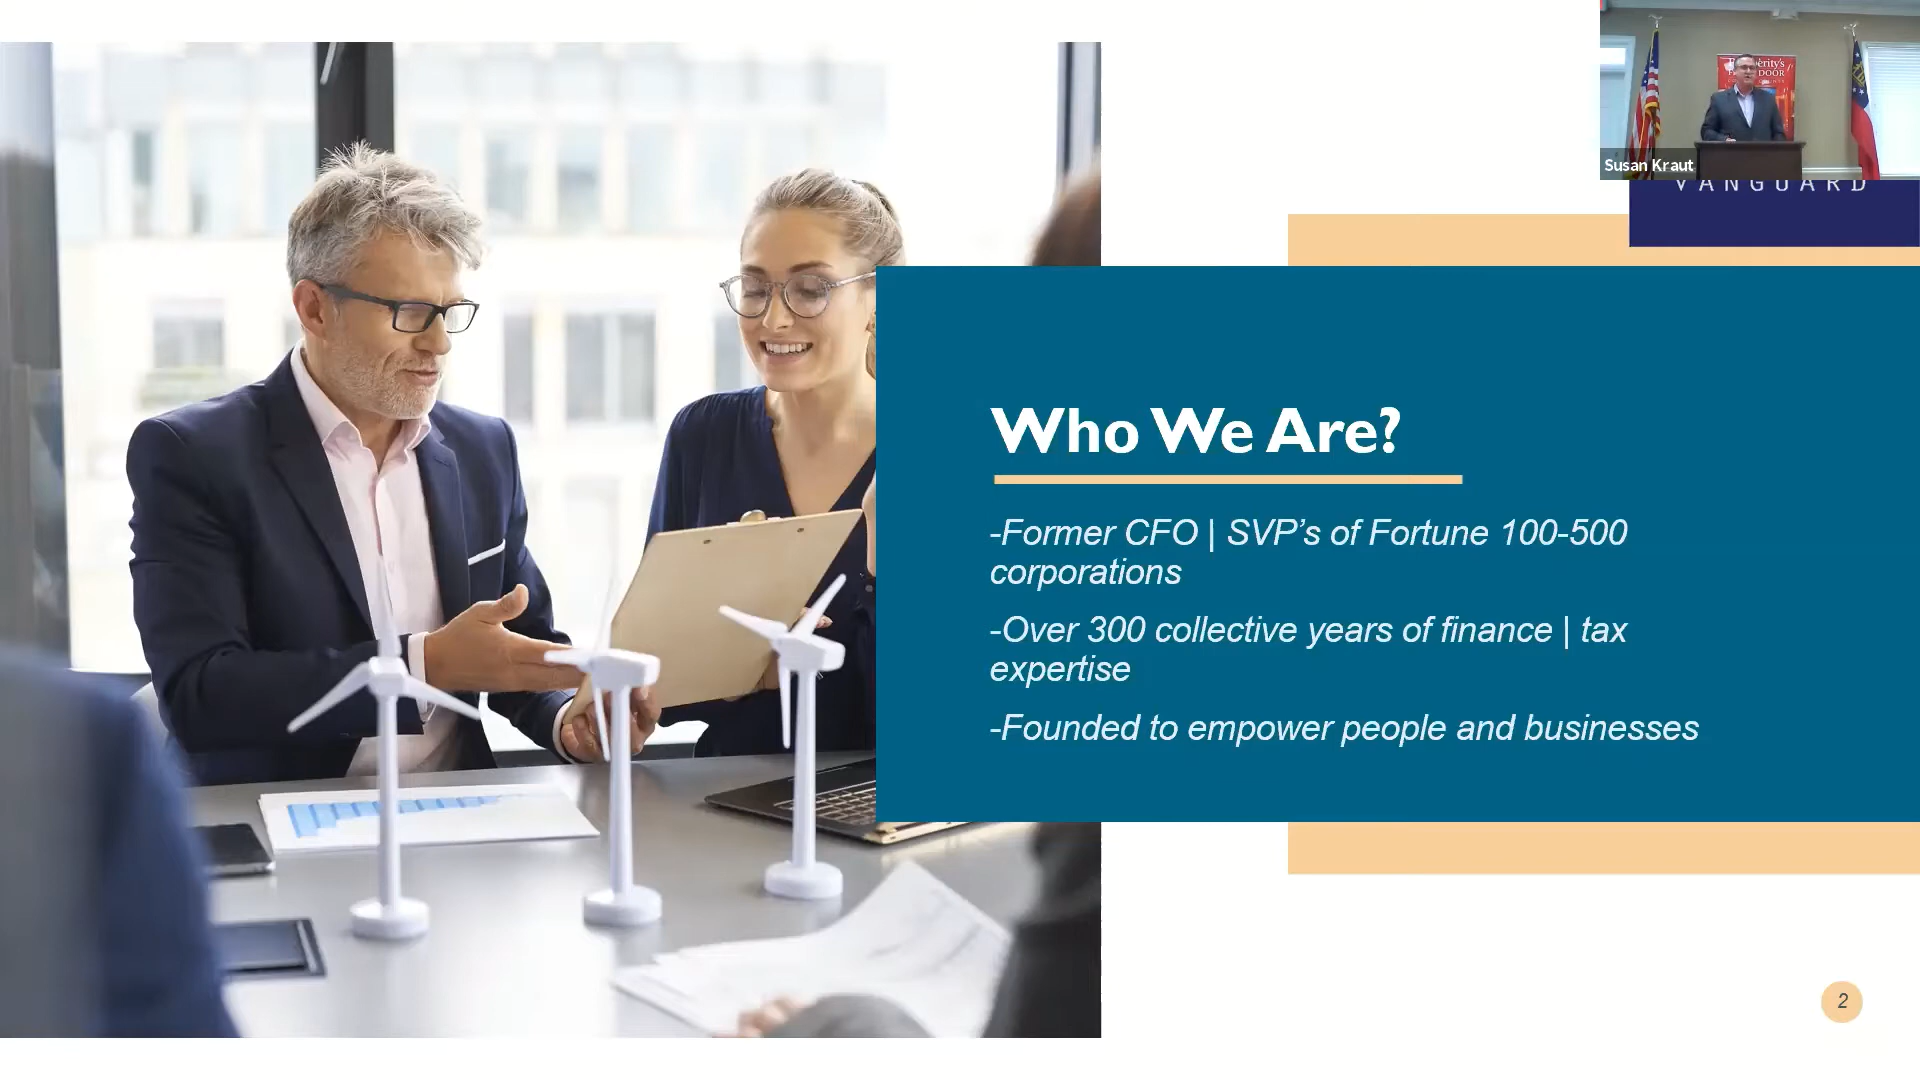 Susan Kraut
VANGUARD
Who We Are?
-Former CFO | SVP’s of Fortune 100-500
corporations
-Over 300 collective years of finance | tax
expertise
-Founded to empower people and businesses
2